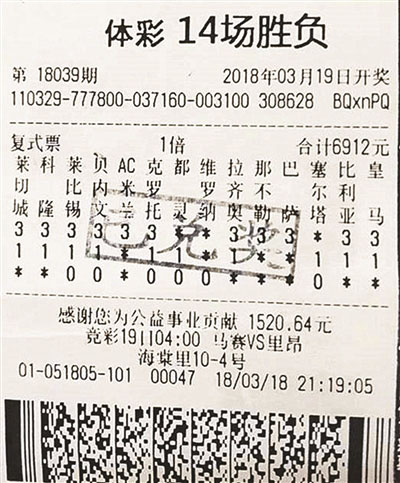 体彩 14场胜负
第 18039期 2018年03月19日开奖
110329-777800-037160-003100 308628 BQxnPQ
复式票 1倍 合计6912元
莱 科 莱 贝 AC 克 都 维 拉 那 巴 塞 比 皇
切 比 内 米 罗 罗 齐 不 尔 利
城 隆 锡 文 兰 托 灵 纳 奥 勒 萨 塔 亚 马
3 3 3 3 3 3 * * 3 3 3 * 3 3
1 1 1 1 * 1 1 * 1 * * * 1 1
* * 0 0 0 * 0 0 0 * * 0 * *
已兑奖
感谢您为公益事业贡献 1520.64元
竞彩19日04:00 马赛VS里昂
海棠里10-4号
01-051805-101 00047 18/03/18 21:19:05